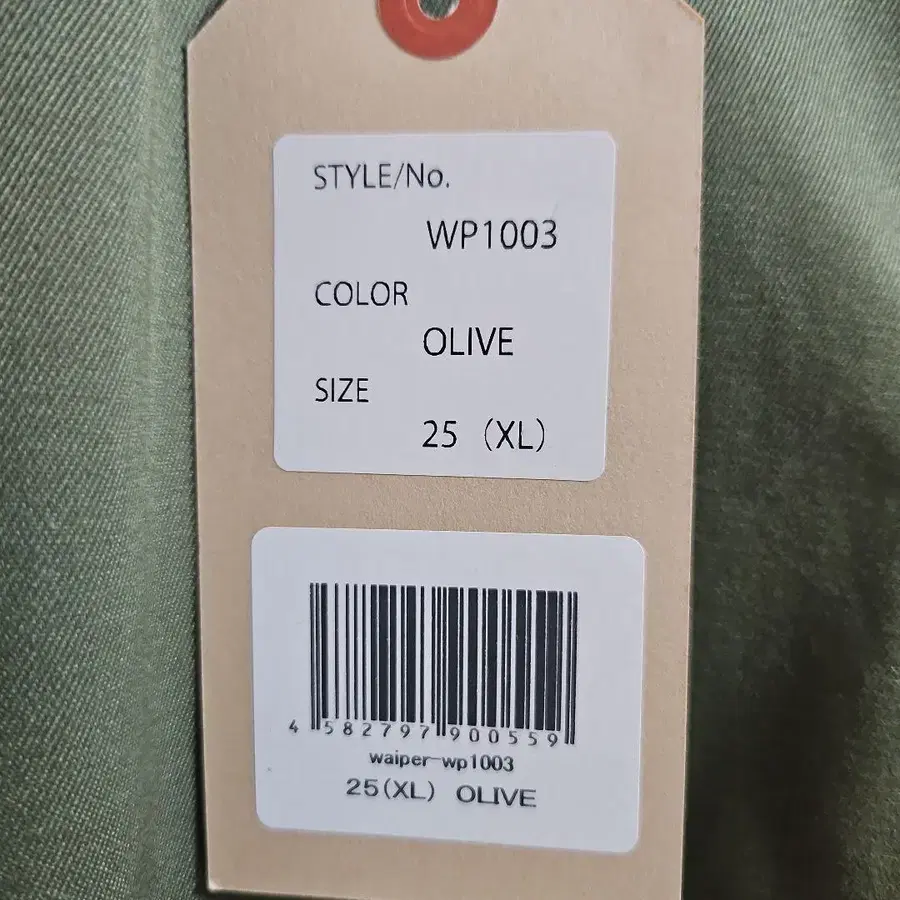 STYLE/No.
WP1003
COLOR
OLIVE
SIZE
25 (XL)
4 582797 900559
waiper-wp1003
25(XL) OLIVE